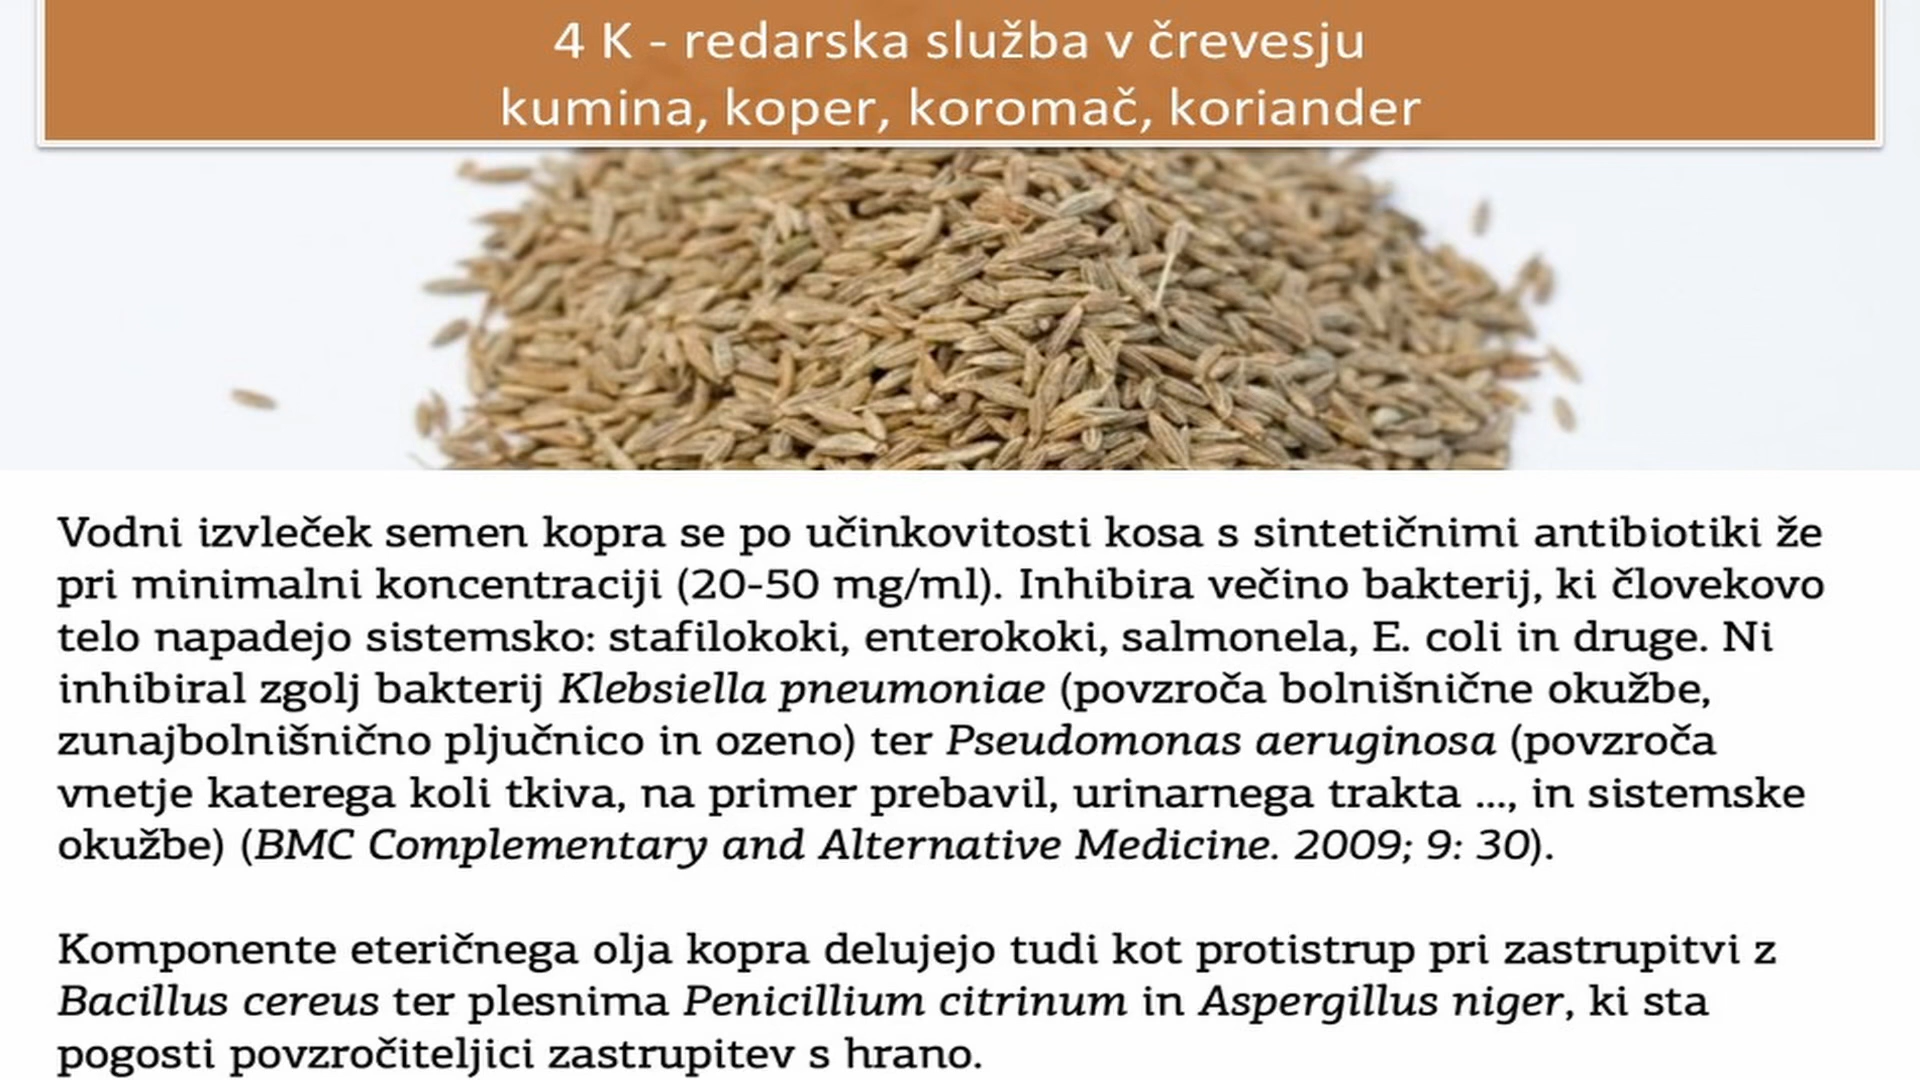 4 K - redarska služba v črevesju
kumina, koper, koromač, koriander
Vodni izvleček semen kopra se po učinkovitosti kosa s sintetičnimi antibiotiki že
pri minimalni koncentraciji (20-50 mg/ml). Inhibira večino bakterij, ki človekovo
telo napadejo sistemsko: stafilokoki, enterokoki, salmonela, E. coli in druge. Ni
inhibiral zgolj bakterij Klebsiella pneumoniae (povzroča bolnišnične okužbe,
zunajbolnišnično pljučnico in ozeno) ter Pseudomonas aeruginosa (povzroča
vnetje katerega koli tkiva, na primer prebavil, urinarnega trakta ..., in sistemske
okužbe) (BMC Complementary and Alternative Medicine. 2009; 9: 30).
Komponente eteričnega olja kopra delujejo tudi kot protistrup pri zastrupitvi z
Bacillus cereus ter plesnima Penicillium citrinum in Aspergillus niger, ki sta
pogosti povzročiteljici zastrupitev s hrano.